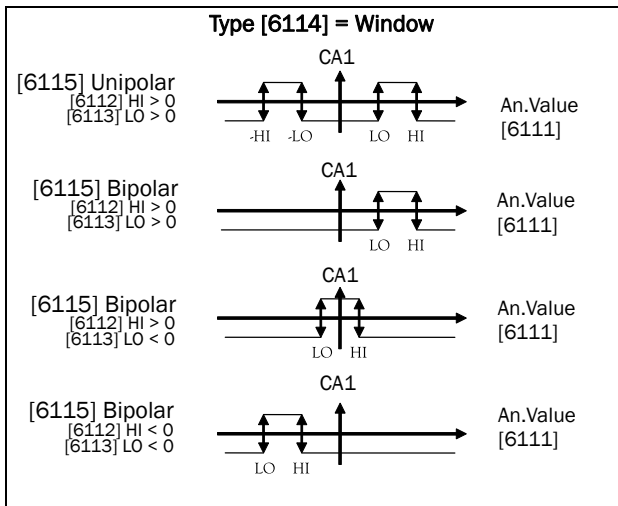 Type [6114] = Window
CA1
[6115] Unipolar
[6112] HI > 0
[6113] LO > 0
-HI -LO LO HI
An.Value
[6111]
CA1
[6115] Bipolar
[6112] HI > 0
[6113] LO > 0
LO HI
An.Value
[6111]
CA1
[6115] Bipolar
[6112] HI > 0
[6113] LO < 0
LO HI
An.Value
[6111]
CA1
[6115] Bipolar
[6112] HI < 0
[6113] LO < 0
LO HI
An.Value
[6111]